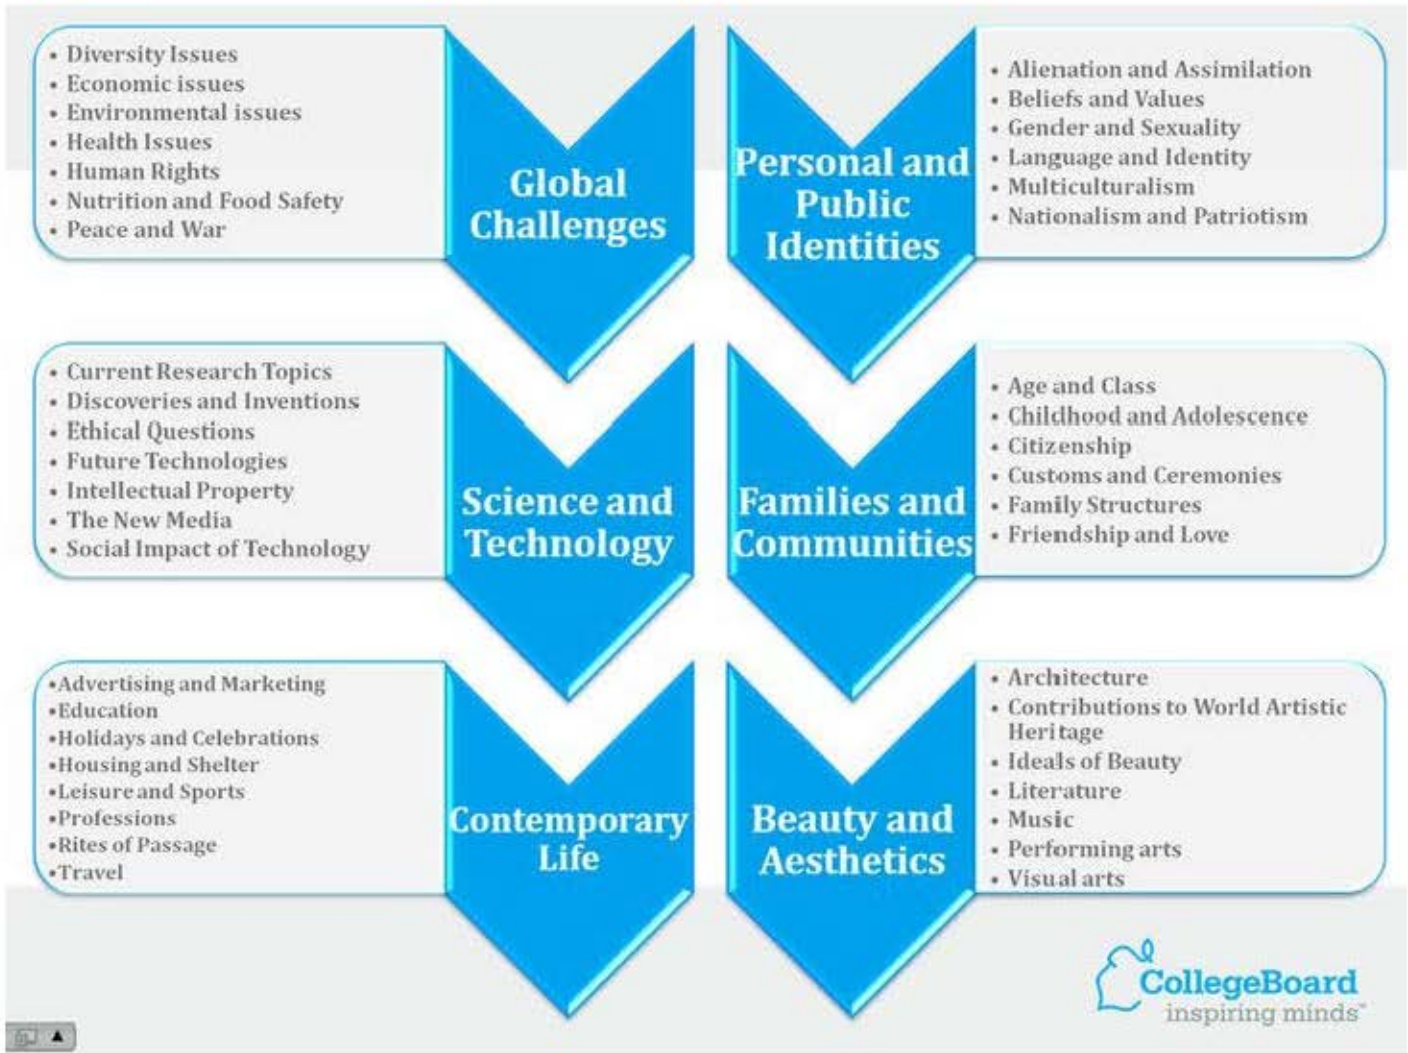 • Diversity Issues
• Economic issues
• Environmental issues
• Health Issues
• Human Rights
• Nutrition and Food Safety
• Peace and War
Global
Challenges
Personal and
Public
Identities
• Alienation and Assimilation
• Beliefs and Values
• Gender and Sexuality
• Language and Identity
• Multiculturalism
• Nationalism and Patriotism
• Current Research Topics
• Discoveries and Inventions
• Ethical Questions
• Future Technologies
• Intellectual Property
• The New Media
• Social Impact of Technology
Science and
Technology
Families and
Communities
• Age and Class
• Childhood and Adolescence
• Citizenship
• Customs and Ceremonies
• Family Structures
• Friendship and Love
•Advertising and Marketing
•Education
•Holidays and Celebrations
•Housing and Shelter
•Leisure and Sports
•Professions
•Rites of Passage
•Travel
Contemporary
Life
Beauty and
Aesthetics
• Architecture
• Contributions to World Artistic
Heritage
• Ideals of Beauty
• Literature
• Music
• Performing arts
• Visual arts
CollegeBoard
inspiring minds™